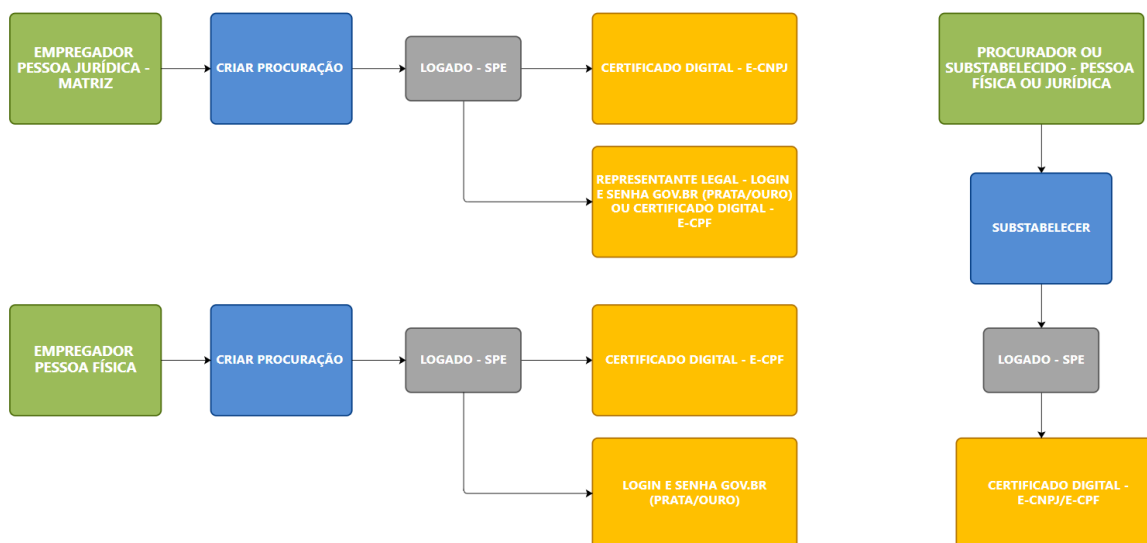 EMPREGADOR
PESSOA JURÍDICA -
MATRIZ
CRIAR PROCURAÇÃO
LOGADO - SPE
CERTIFICADO DIGITAL - E-CNPJ
REPRESENTANTE LEGAL - LOGIN
E SENHA GOV.BR (PRATA/OURO)
OU CERTIFICADO DIGITAL -
E-CPF
EMPREGADOR
PESSOA FÍSICA
CRIAR PROCURAÇÃO
LOGADO - SPE
CERTIFICADO DIGITAL - E-CPF
LOGIN E SENHA GOV.BR
(PRATA/OURO)
PROCURADOR OU
SUBSTABELECIDO - PESSOA
FÍSICA OU JURÍDICA
SUBSTABELECER
LOGADO - SPE
CERTIFICADO DIGITAL -
E-CNPJ/E-CPF